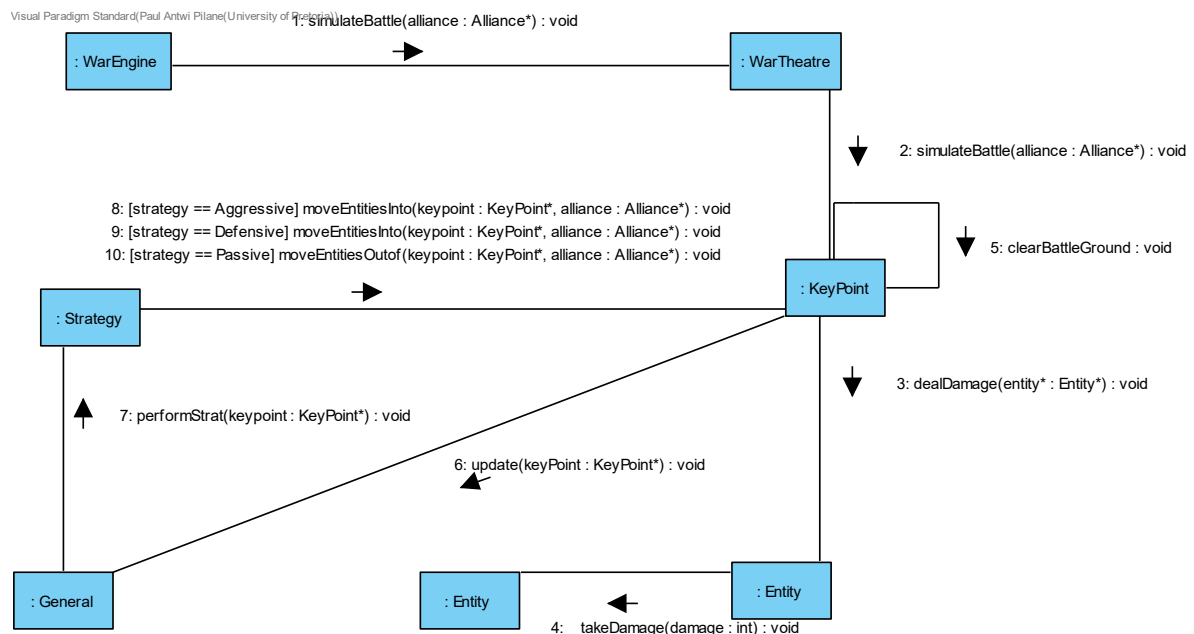 Visual Paradigm Standard(Paul Antwi Pilane(University of Pretoria))
1: simulateBattle(alliance : Alliance*) : void
: WarEngine
: WarTheatre
2: simulateBattle(alliance : Alliance*) : void
8: [strategy == Aggressive] moveEntitiesInto(keypoint : KeyPoint*, alliance : Alliance*) : void
9: [strategy == Defensive] moveEntitiesInto(keypoint : KeyPoint*, alliance : Alliance*) : void
10: [strategy == Passive] moveEntitiesOutof(keypoint : KeyPoint*, alliance : Alliance*) : void
5: clearBattleGround : void
: KeyPoint
: Strategy
3: dealDamage(entity* : Entity*) : void
7: performStrat(keypoint : KeyPoint*) : void
6: update(keyPoint : KeyPoint*) : void
: General
: Entity
: Entity
4: takeDamage(damage : int) : void